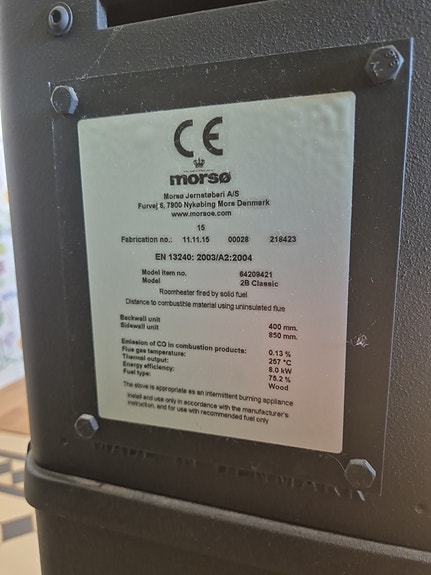 CE
morsø
Morsø Jernstøberi A/S
Furvej 6, 7900 Nykøbing Mors Denmark
www.morsoe.com
15
Fabrication no.: 11.11.15 00028 218423
EN 13240: 2003/A2:2004
Model item no. 64209421
Model 2B Classic
Roomheater fired by solid fuel
Distance to combustible material using uninsulated flue
Backwall unit 400 mm.
Sidewall unit 850 mm.
Emission of CO in combustion products: 0.13 %
Flue gas temperature: 257 °C
Thermal output: 8.0 kW
Energy efficiency: 75.2 %
Fuel type: Wood
The stove is appropriate as an intermittent burning appliance
Install and use only in accordance with the manufacturer's
instruction, and for use with recommended fuel only
MADE IN DENMARK